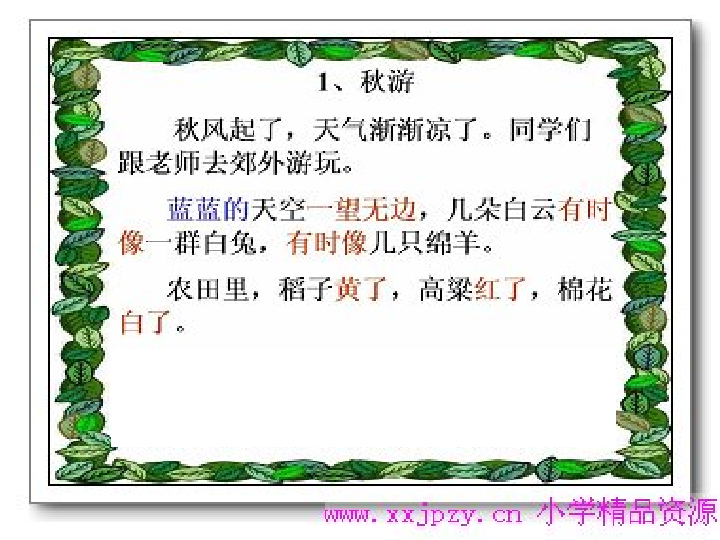 1、秋游
秋风起了，天气渐渐凉了。同学们
跟老师去郊外游玩。
蓝蓝的天空一望无边，几朵白云有时
像一群白兔，有时像几只绵羊。
农田里，稻子黄了，高粱红了，棉花
白了。
www.xxjpzy.cn 小学精品资源